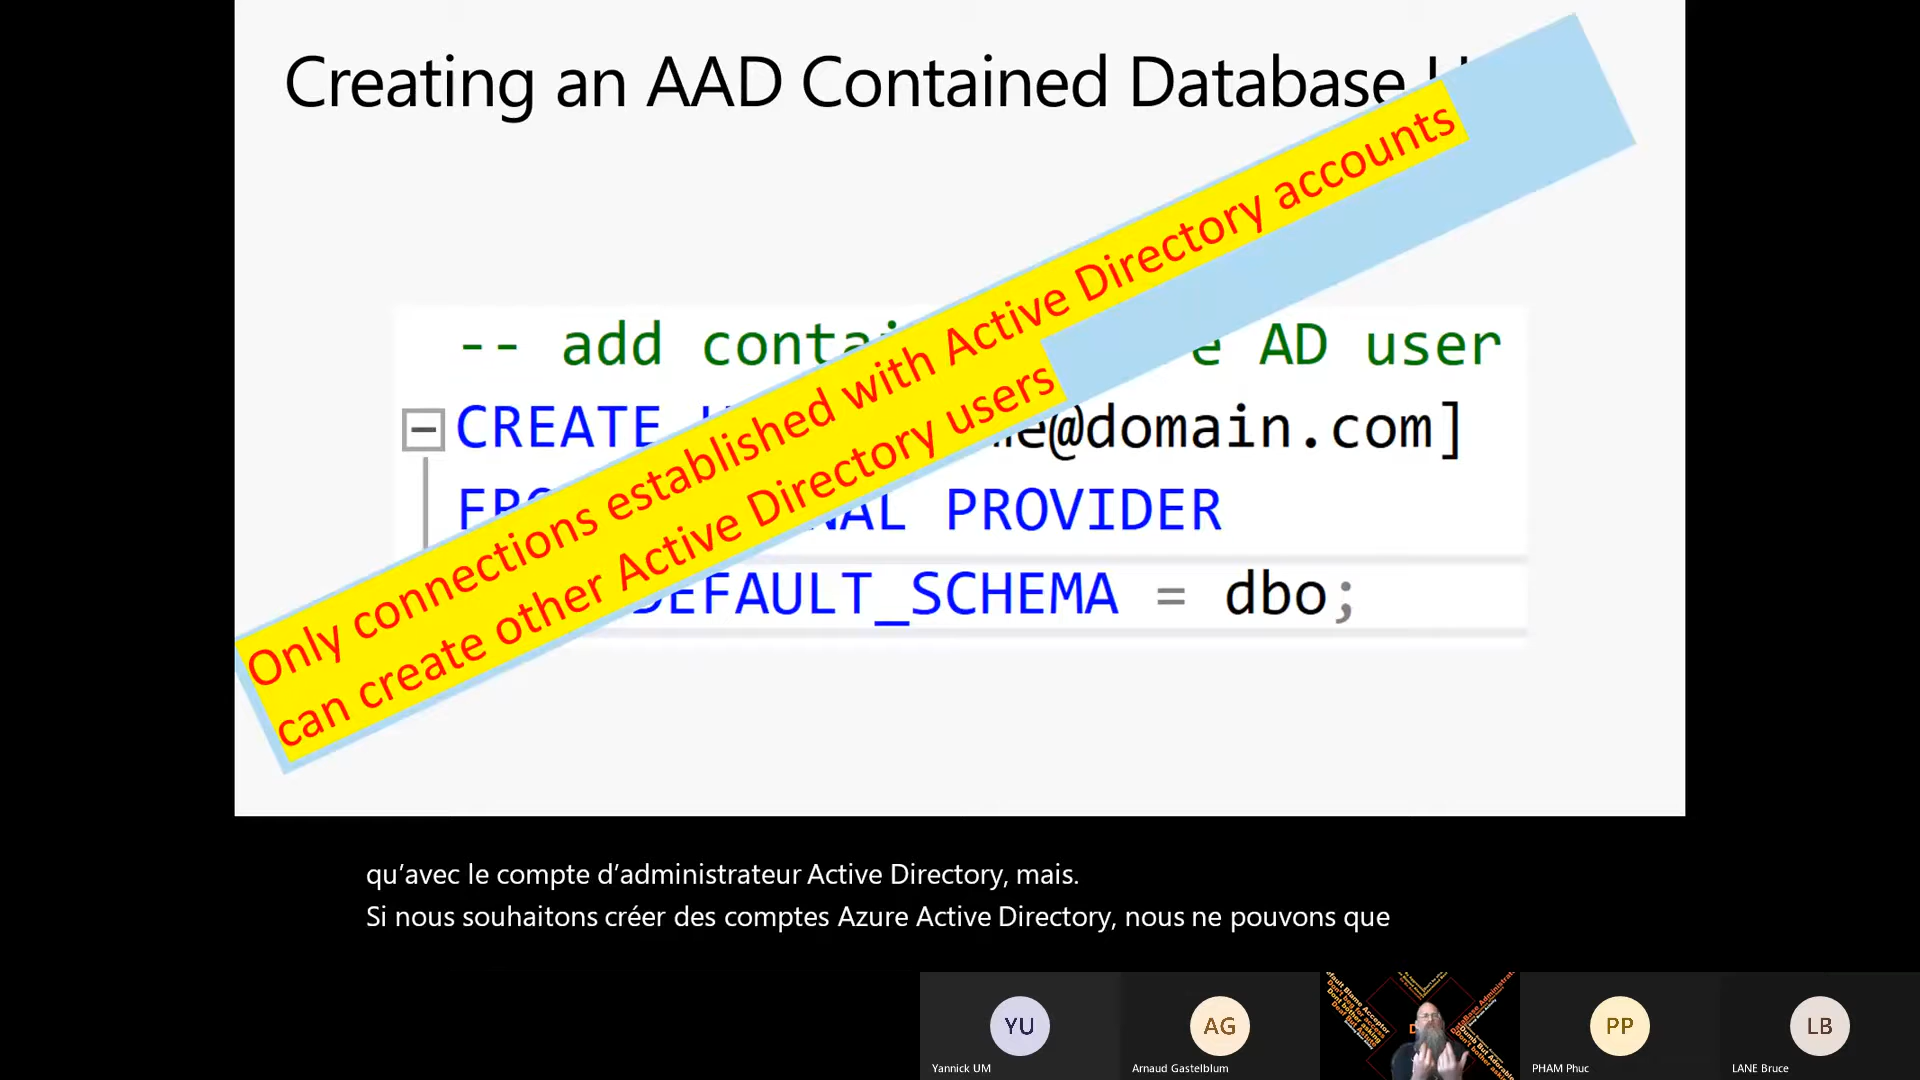 Creating an AAD Contained Database
Only connections established with Active Directory accounts
can create other Active Directory users
-- add AD user
CREATE @domain.com]
PROVIDER
DEFAULT_SCHEMA = dbo;
qu’avec le compte d’administrateur Active Directory, mais.
Si nous souhaitons créer des comptes Azure Active Directory, nous ne pouvons que
YU
AG
PP
LB
Yannick UM
Arnaud Gastelblum
PHAM Phuc
LANE Bruce